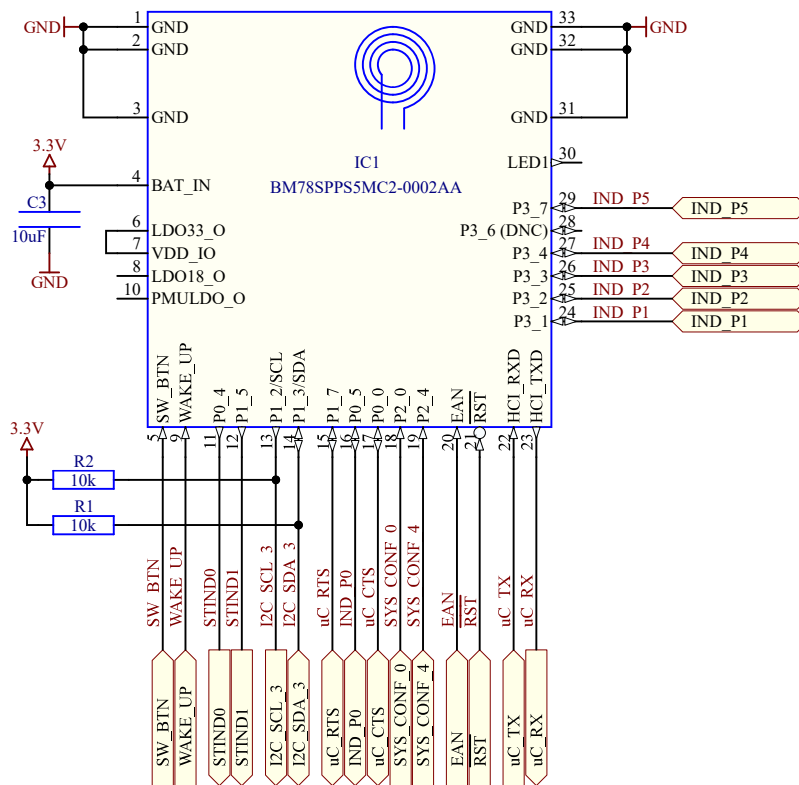 GND 1 GND GND 33 GND
2 GND GND 32
3 GND GND 31
3.3V IC1 LED1 30
4 BAT_IN BM78SPPS5MC2-0002AA
C3 P3_7 29 IND_P5 IND_P5
10uF 6 LDO33_O P3_6 (DNC) 28
7 VDD_IO P3_4 27 IND_P4 IND_P4
GND 8 LDO18_O P3_3 26 IND_P3 IND_P3
10 PMULDO_O P3_2 25 IND_P2 IND_P2
P3_1 24 IND_P1 IND_P1
SW_BTN WAKE_UP P0_4 P1_5 P1_2/SCL P1_3/SDA P1_7 P0_5 P0_0 P2_0 P2_4 EAN RST HCI_RXD HCI_TXD
5 9 11 12 13 14 15 16 17 18 19 20 21 22 23
3.3V
R2
10k
R1
10k
SW_BTN WAKE_UP STIND0 STIND1 I2C_SCL_3 I2C_SDA_3 uC_RTS IND_P0 uC_CTS SYS_CONF_0 SYS_CONF_4 EAN RST uC_TX uC_RX
SW_BTN WAKE_UP STIND0 STIND1 I2C_SCL_3 I2C_SDA_3 uC_RTS IND_P0 uC_CTS SYS_CONF_0 SYS_CONF_4 EAN RST uC_TX uC_RX